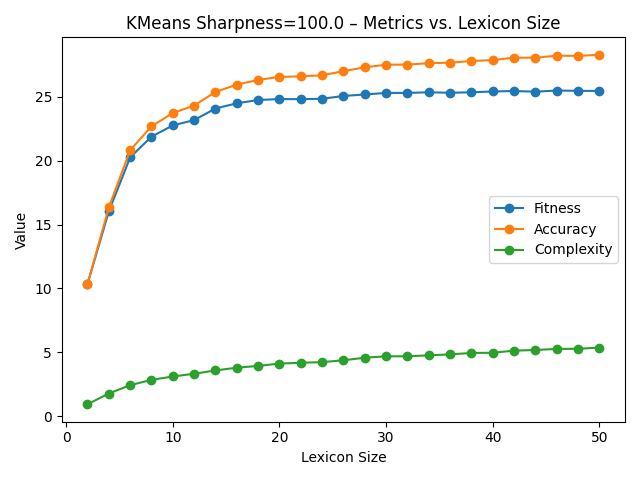 KMeans Sharpness=100.0 – Metrics vs. Lexicon Size
Value
25
20
15
10
5
0
Fitness
Accuracy
Complexity
0 10 20 30 40 50
Lexicon Size